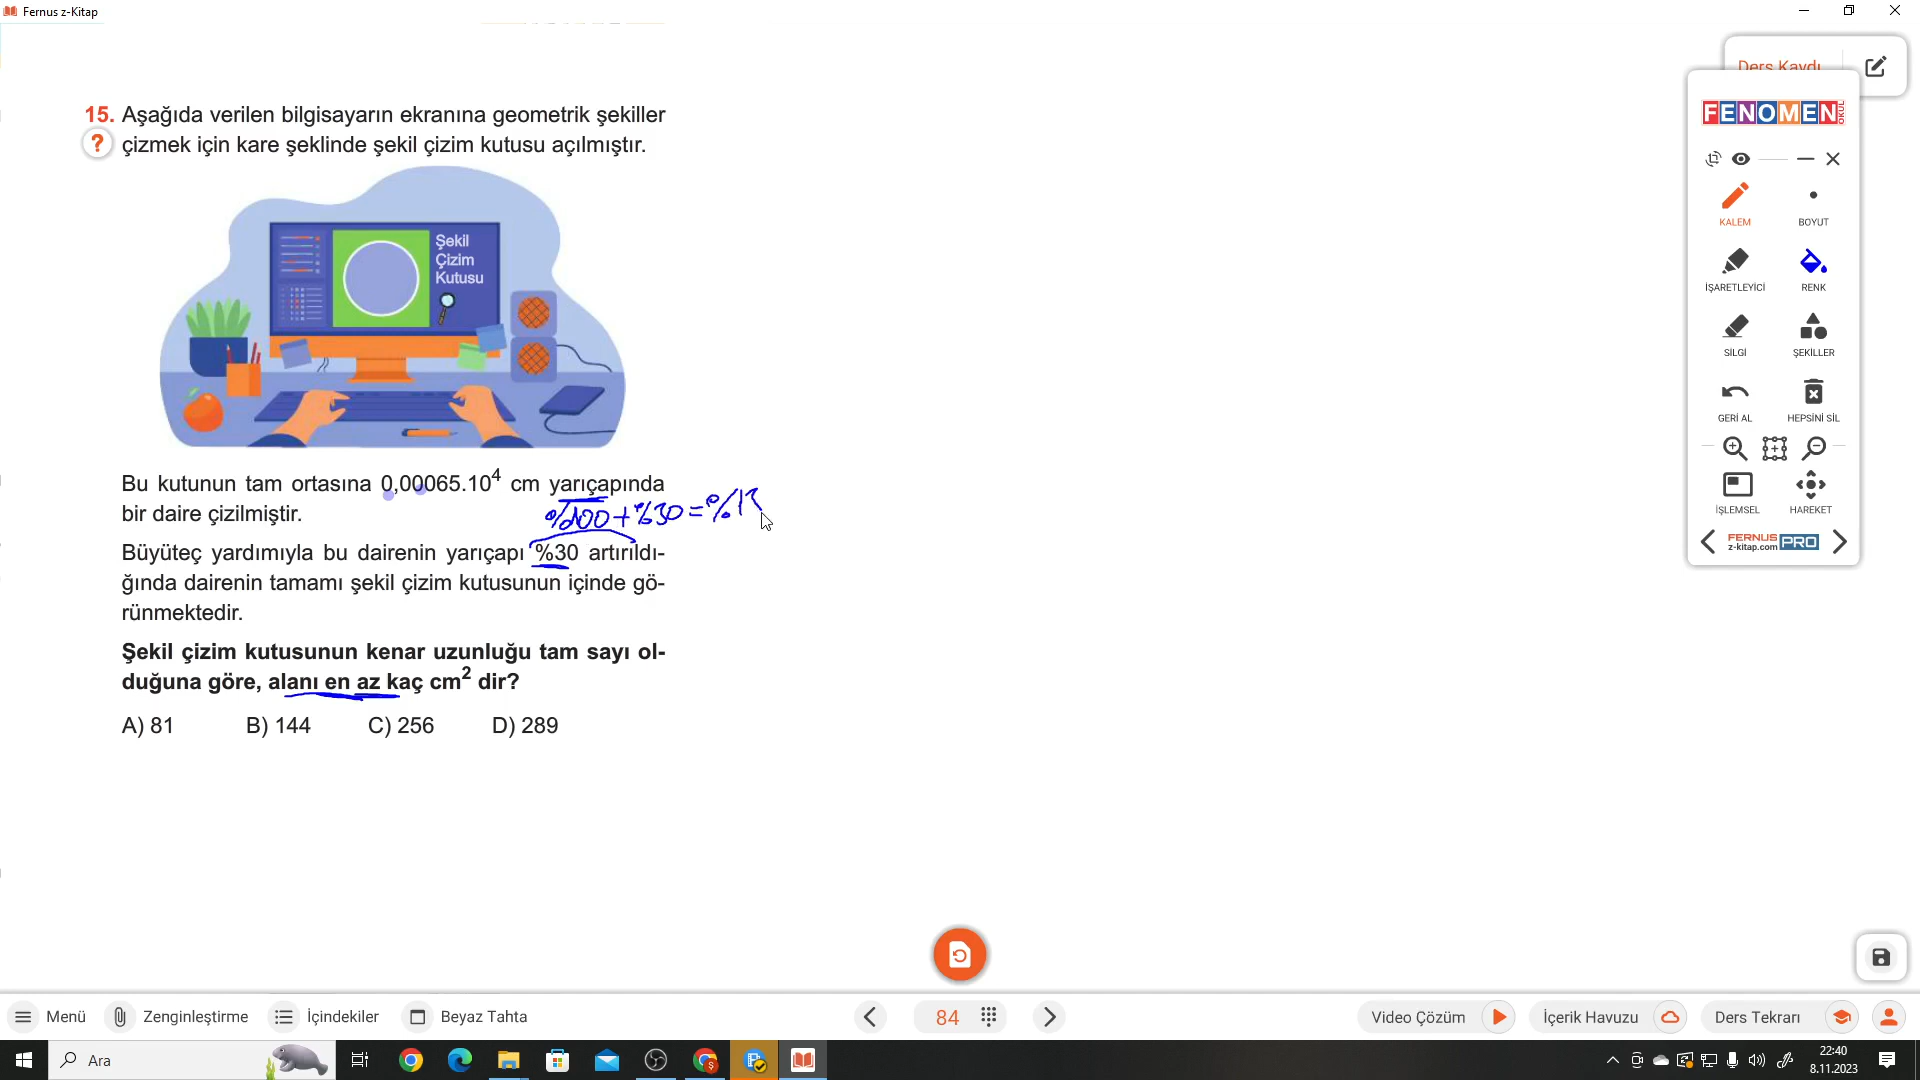 Fernus z-Kitap
Ders Kaydı
FENOMEN OKUL
15. Aşağıda verilen bilgisayarın ekranına geometrik şekiller
? çizmek için kare şeklinde şekil çizim kutusu açılmıştır.
Şekil
Çizim
Kutusu
Bu kutunun tam ortasına 0,00065.10⁴ cm yarıçapında
bir daire çizilmiştir.
%100+%30=%13
Büyüteç yardımıyla bu dairenin yarıçapı %30 artırıldı-
ğında dairenin tamamı şekil çizim kutusunun içinde gö-
rünmektedir.
Şekil çizim kutusunun kenar uzunluğu tam sayı ol-
duğuna göre, alanı en az kaç cm² dir?
A) 81 B) 144 C) 256 D) 289
KALEM BOYUT
İŞARETLEYİCİ RENK
SİLGİ ŞEKİLLER
GERİ AL HEPSİNİ SİL
İŞLEMSEL HAREKET
FERNUS
z-kitap.com PRO
Menü Zenginleştirme İçindekiler Beyaz Tahta 84 Video Çözüm İçerik Havuzu Ders Tekrarı
Ara
22:40
8.11.2023